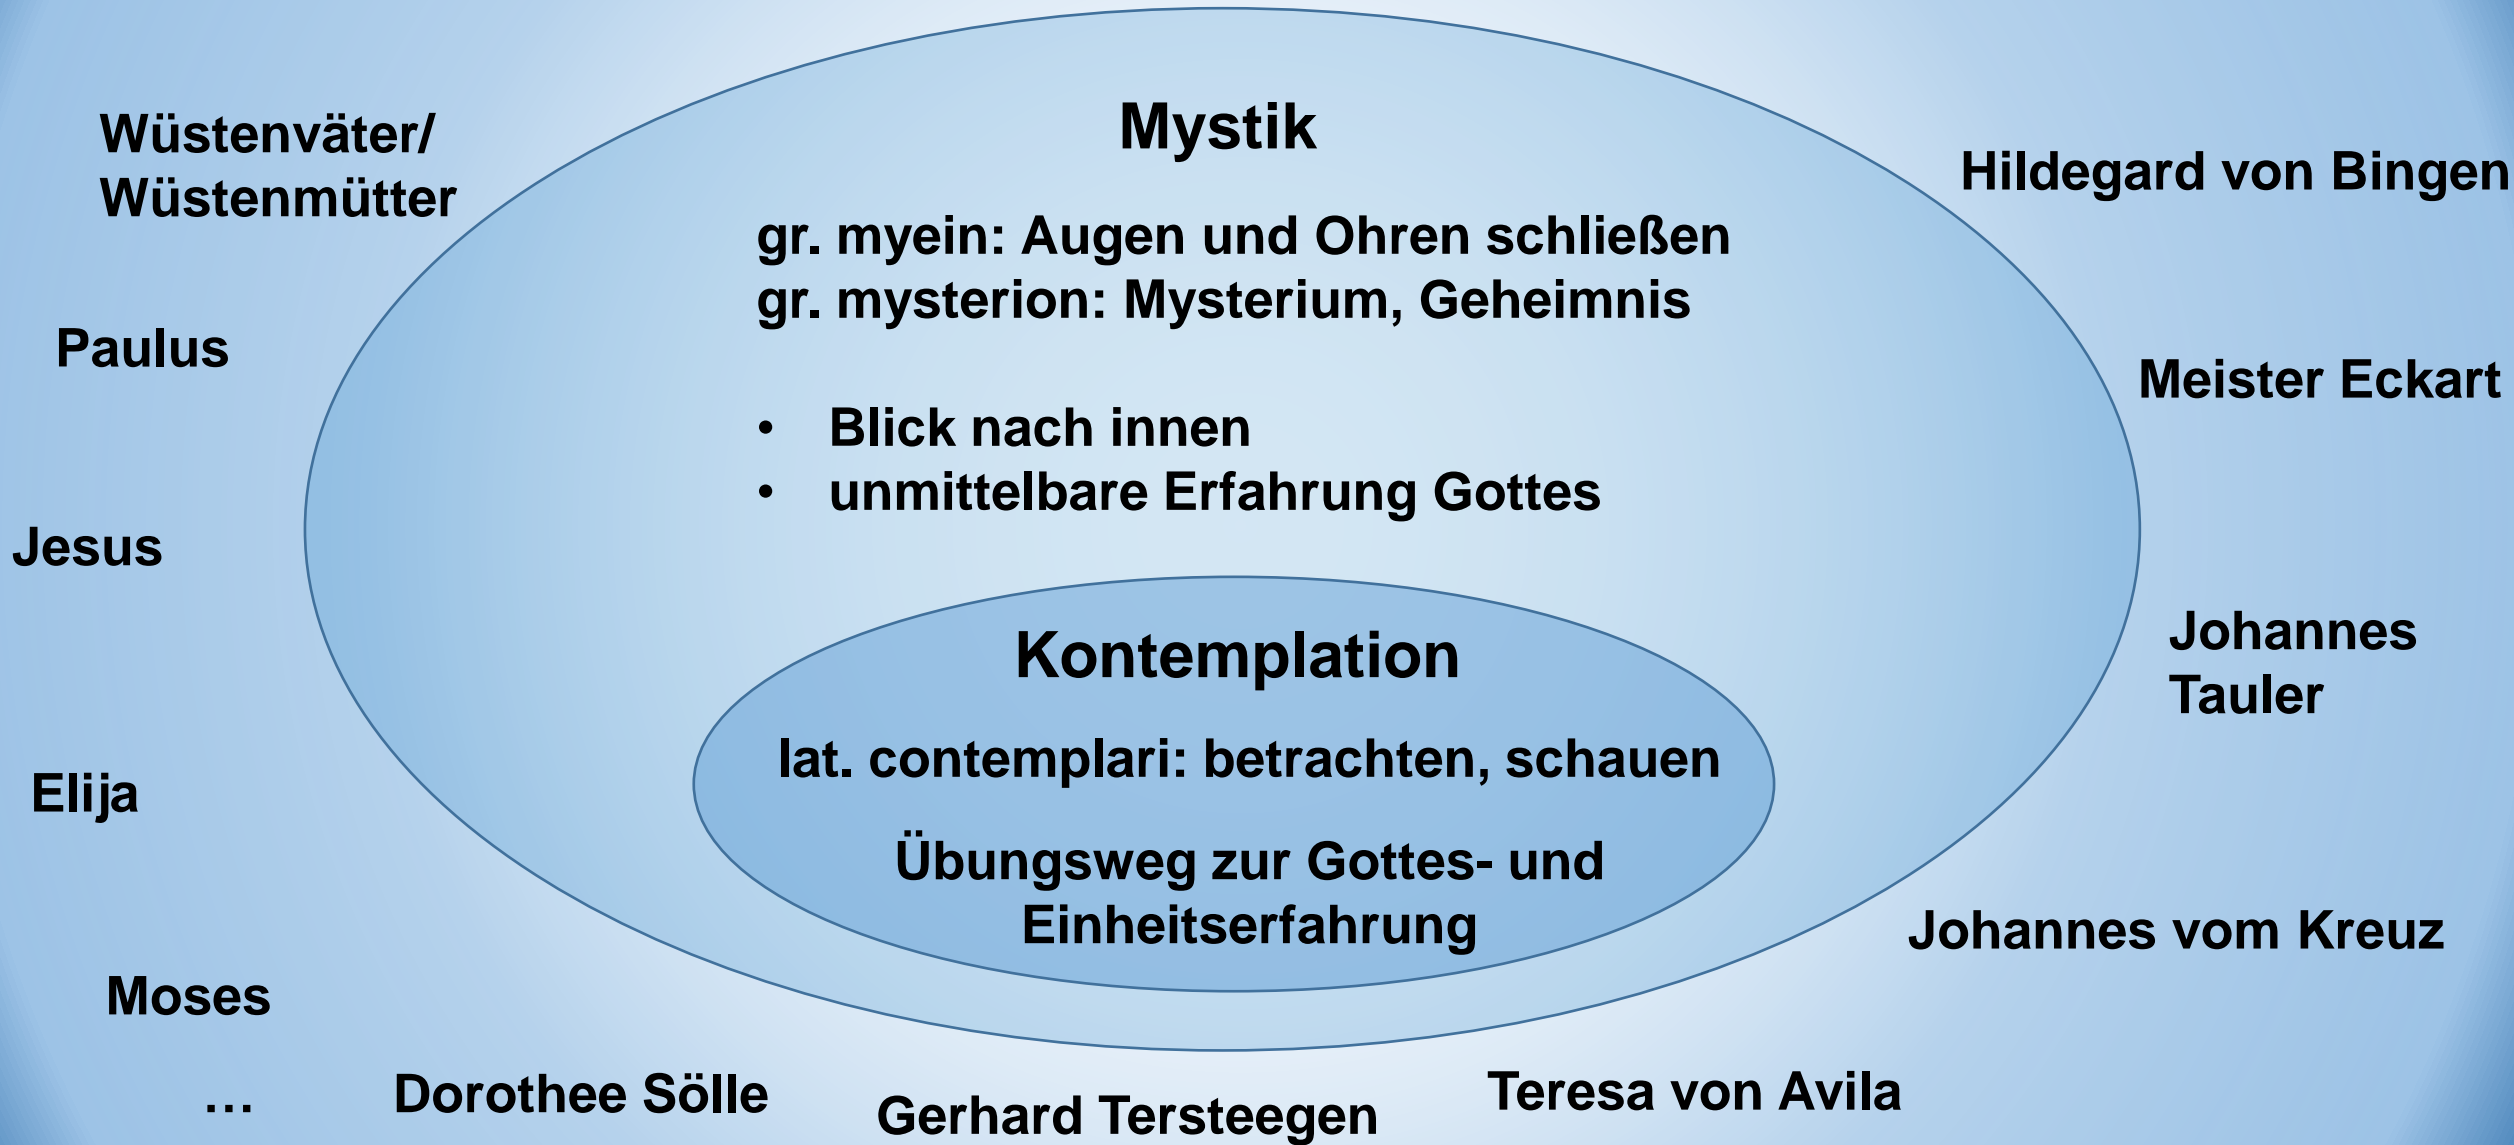 Mystik
gr. myein: Augen und Ohren schließen
gr. mysterion: Mysterium, Geheimnis
• Blick nach innen
• unmittelbare Erfahrung Gottes
Kontemplation
lat. contemplari: betrachten, schauen
Übungsweg zur Gottes- und
Einheitserfahrung
Wüstenväter/
Wüstenmütter
Paulus
Jesus
Elija
Moses
…
Dorothee Sölle
Gerhard Tersteegen
Teresa von Avila
Johannes vom Kreuz
Johannes
Tauler
Meister Eckart
Hildegard von Bingen